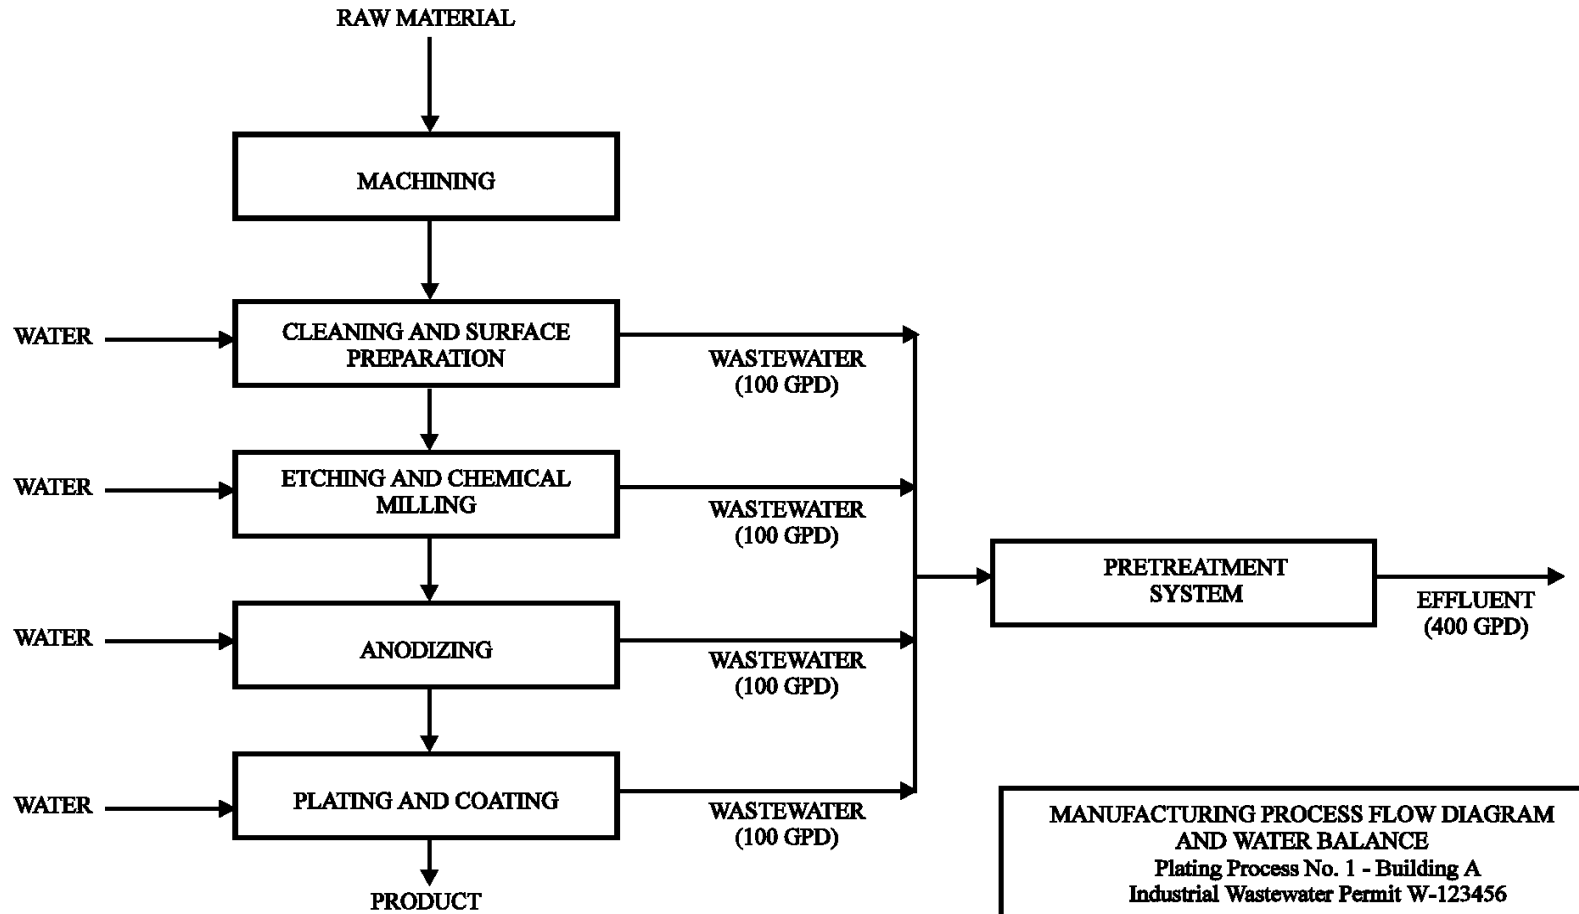 RAW MATERIAL
MACHINING
WATER
CLEANING AND SURFACE
PREPARATION
WASTEWATER
(100 GPD)
WATER
ETCHING AND CHEMICAL
MILLING
WASTEWATER
(100 GPD)
PRETREATMENT
SYSTEM
EFFLUENT
(400 GPD)
WATER
ANODIZING
WASTEWATER
(100 GPD)
WATER
PLATING AND COATING
WASTEWATER
(100 GPD)
PRODUCT
MANUFACTURING PROCESS FLOW DIAGRAM
AND WATER BALANCE
Plating Process No. 1 - Building A
Industrial Wastewater Permit W-123456